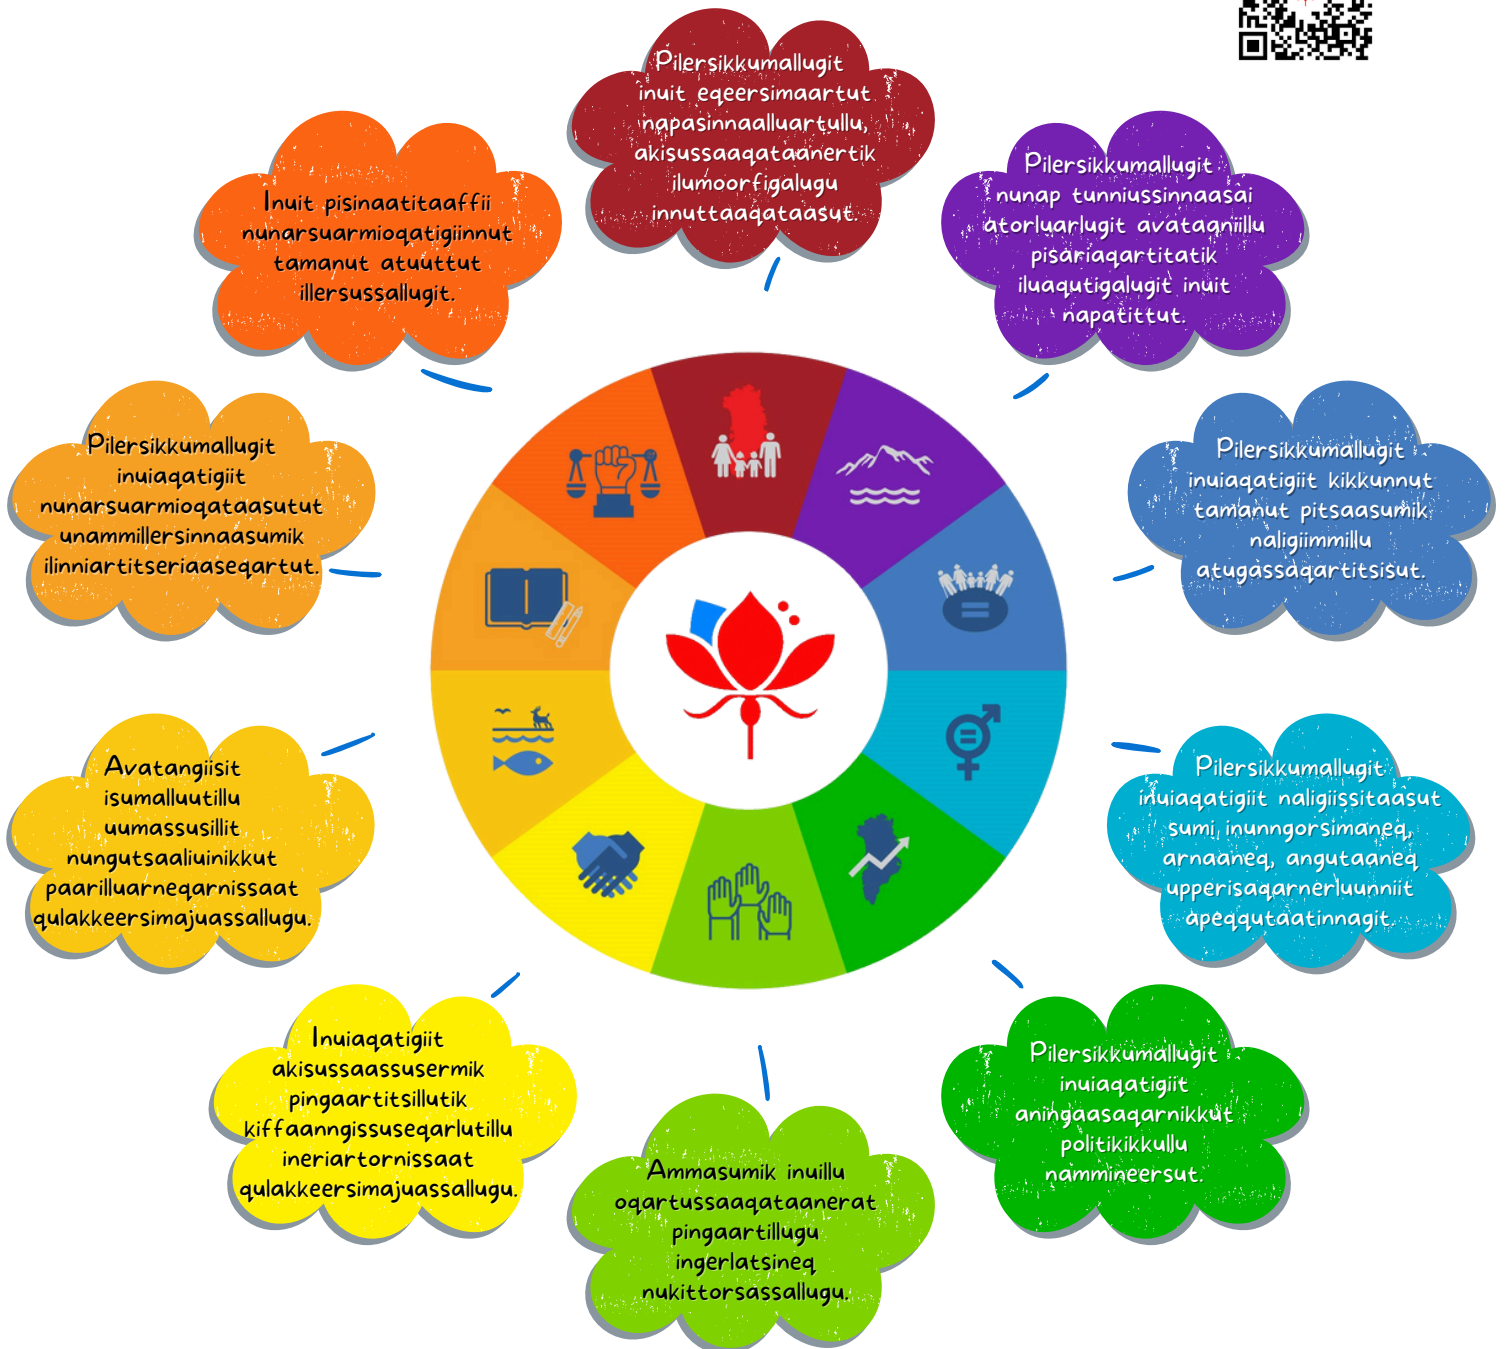 Pilersikkumallugit
inuit eqeersimaartut
napasinnaalluartullu,
akisussaaqataanertik
ilumoorfigalugu
innuttaaqataasut.
Pilersikkumallugit
nunap tunniussinnaasai
atorluarlugit avataaniillu
pisariaqartitatik
iluaqutigalugit inuit
napatittut.
Pilersikkumallugit
inuiaqatigiit kikkunnut
tamanut pitsaasumik
naligiimmillu
atugassaqartitsisut.
Pilersikkumallugit
inuiaqatigiit naligiissitaasut
sumi inunngorsimaneq,
arnaaneq, angutaaneq
upperisaqarnerluunniit
apeqqutaatinnagit.
Pilersikkumallugit
inuiaqatigiit
aningaasaqarnikkut
politikikkullu
nammineersut.
Ammasumik inuillu
oqartussaaqataanerat
pingaartillugu
ingerlatsineq
nukittorsassallugu.
Inuiaqatigiit
akisussaassusermik
pingaartitsillutik
kiffaanngissuseqarlutillu
ineriartornissaat
qulakkeersimajuassallugu.
Avatangiisit
isumalluutillu
uumassusillit
nungutsaaliuinikkut
paarilluarneqarnissaat
qulakkeersimajuassallugu.
Pilersikkumallugit
inuiaqatigiit
nunarsuarmioqataasutut
unammillersinnaasumik
ilinniartitseriaaseqartut.
Inuit pisinaatitaaffii
nunarsuarmioqatigiinnut
tamanut atuuttut
illersussallugit.